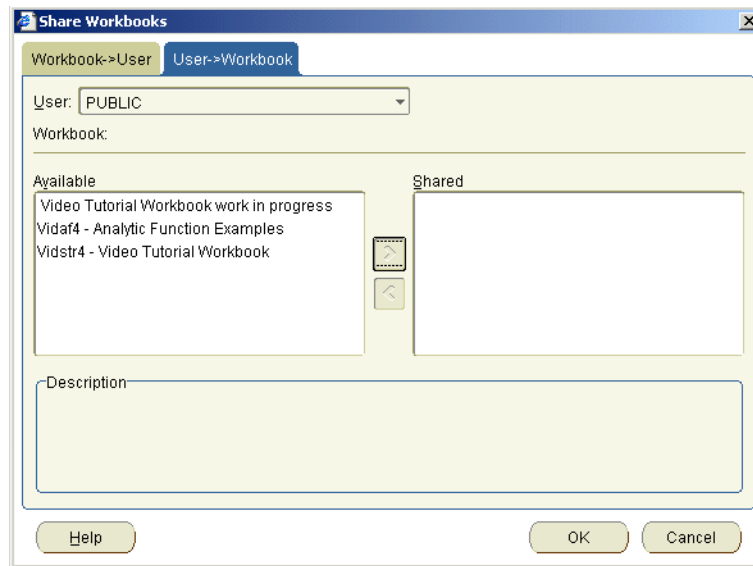 Share Workbooks
Workbook->User User->Workbook
User: PUBLIC
Workbook:
Available Shared
Video Tutorial Workbook work in progress
Vidaf4 - Analytic Function Examples
Vidstr4 - Video Tutorial Workbook
Description
Help OK Cancel